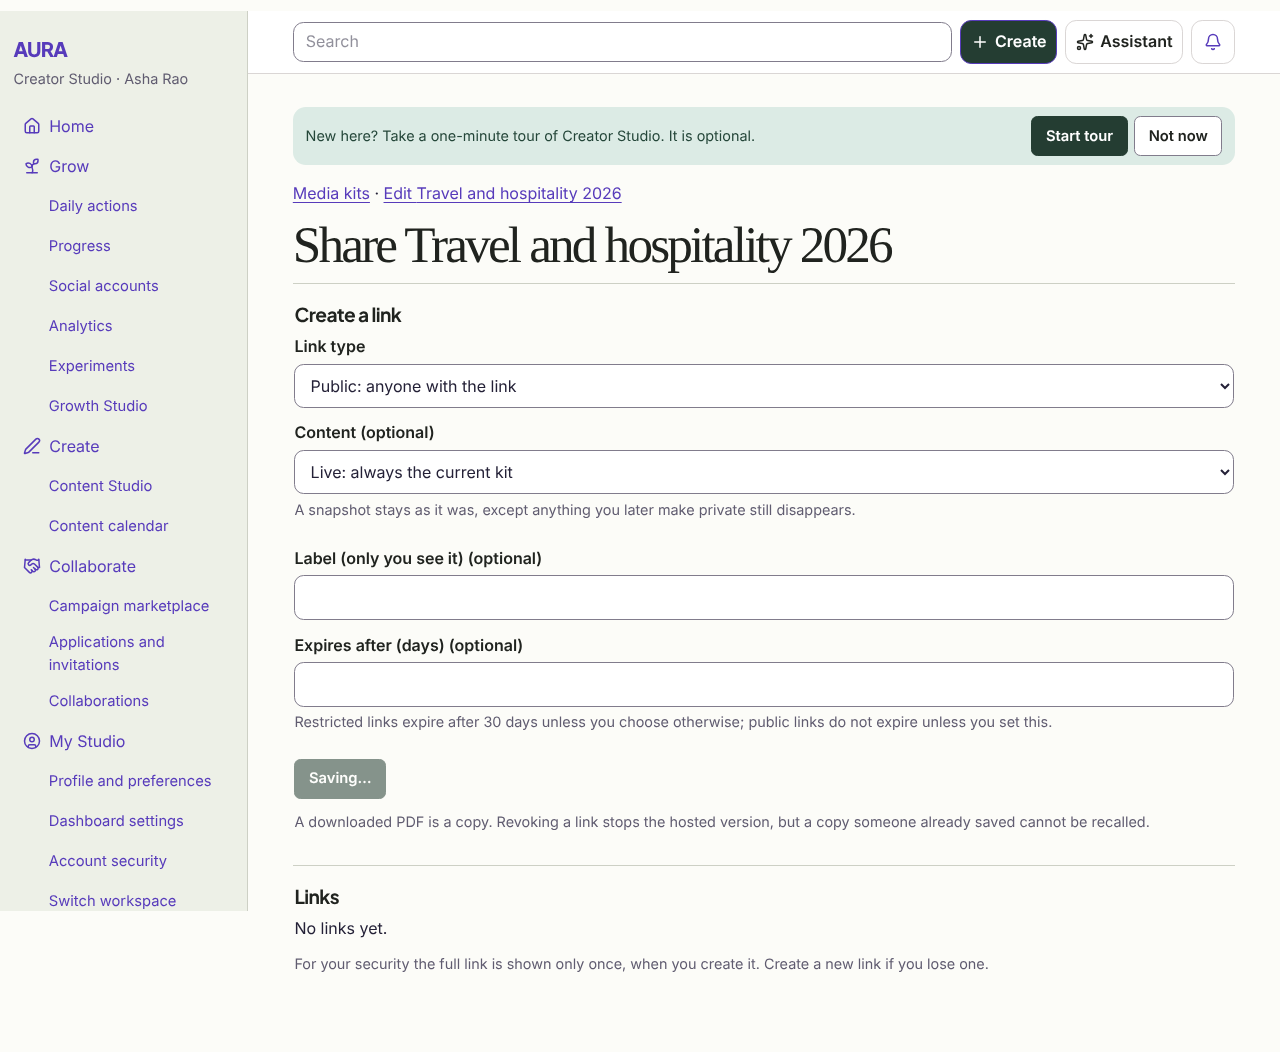 AURA
Creator Studio · Asha Rao
Home
Grow
Daily actions
Progress
Social accounts
Analytics
Experiments
Growth Studio
Create
Content Studio
Content calendar
Collaborate
Campaign marketplace
Applications and
invitations
Collaborations
My Studio
Profile and preferences
Dashboard settings
Account security
Switch workspace
Search
Create
Assistant
New here? Take a one-minute tour of Creator Studio. It is optional.
Start tour
Not now
Media kits · Edit Travel and hospitality 2026
Share Travel and hospitality 2026
Create a link
Link type
Public: anyone with the link
Content (optional)
Live: always the current kit
A snapshot stays as it was, except anything you later make private still disappears.
Label (only you see it) (optional)
Expires after (days) (optional)
Restricted links expire after 30 days unless you choose otherwise; public links do not expire unless you set this.
Saving...
A downloaded PDF is a copy. Revoking a link stops the hosted version, but a copy someone already saved cannot be recalled.
Links
No links yet.
For your security the full link is shown only once, when you create it. Create a new link if you lose one.